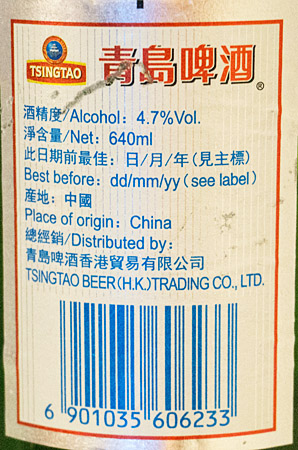 TSINGTAO 青島啤酒®
酒精度/Alcohol: 4.7%Vol.
淨含量/Net: 640ml
此日期前最佳: 日/月/年(見主標)
Best before: dd/mm/yy (see label)
產地: 中國
Place of origin: China
總經銷/Distributed by:
青島啤酒香港貿易有限公司
TSINGTAO BEER(H.K.)TRADING CO., LTD.
6 901035 606233